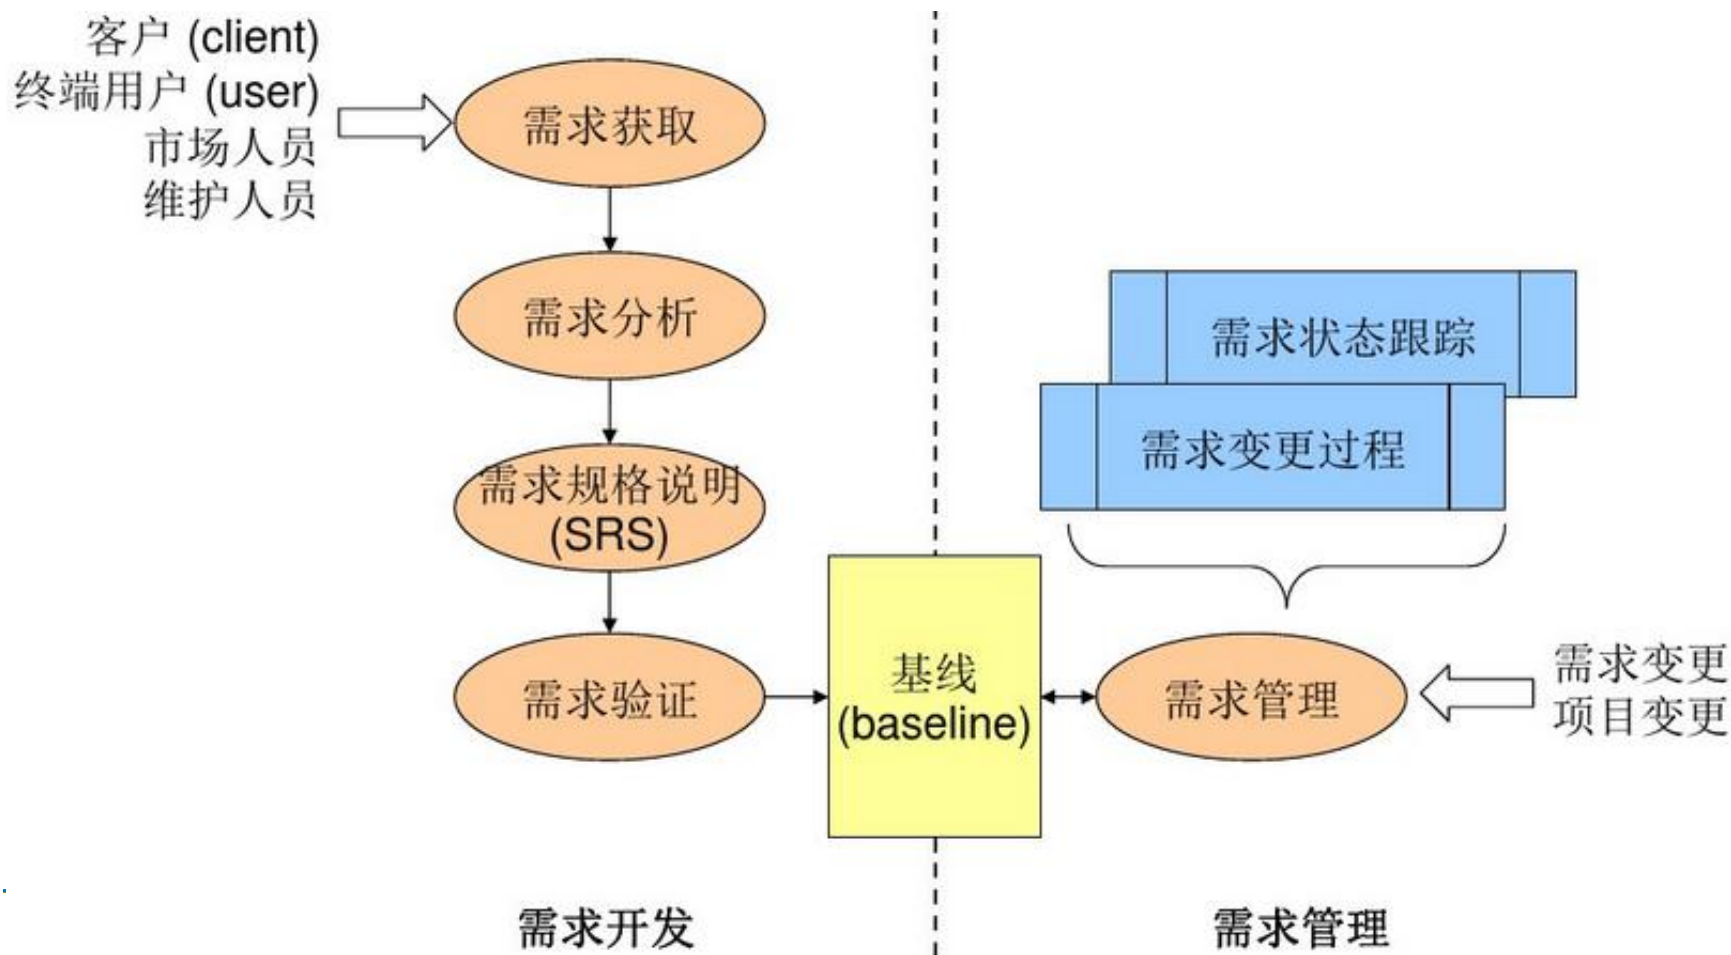 客户 (client)
终端用户 (user)
市场人员
维护人员
需求获取
需求分析
需求规格说明
(SRS)
需求验证
基线
(baseline)
需求状态跟踪
需求变更过程
需求管理
需求变更
项目变更
需求开发
需求管理